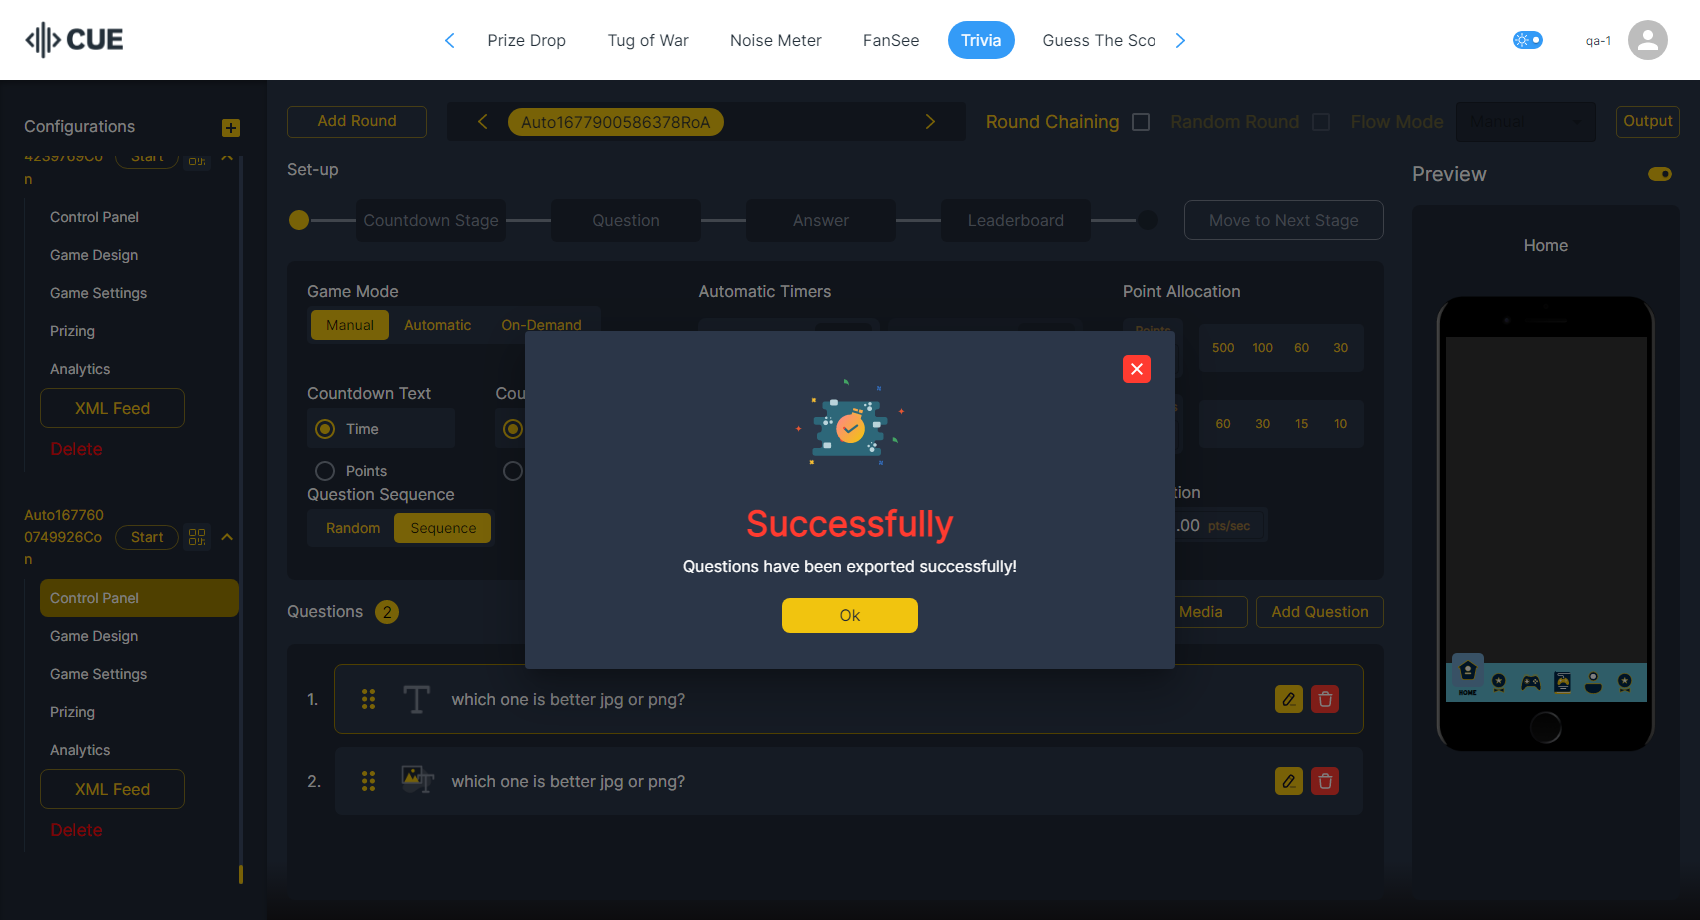 CUE
Prize Drop
Tug of War
Noise Meter
FanSee
Trivia
Guess The Sco
qa-1
Configurations
4239769Co
n
Start
Control Panel
Game Design
Game Settings
Prizing
Analytics
XML Feed
Delete
Auto167760
0749926Co
n
Start
Control Panel
Game Design
Game Settings
Prizing
Analytics
XML Feed
Delete
Add Round
Auto1677900586378RoA
Round Chaining
Random Round
Flow Mode
Manual
Output
Set-up
Countdown Stage
Question
Answer
Leaderboard
Move to Next Stage
Game Mode
Manual
Automatic
On-Demand
Automatic Timers
Point Allocation
Points
500 100 60 30
60 30 15 10
Countdown Text
Time
Points
Cou
Question Sequence
Random
Sequence
tion
.00 pts/sec
Successfully
Questions have been exported successfully!
Ok
Questions 2
Media
Add Question
1. which one is better jpg or png?
2. which one is better jpg or png?
Preview
Home
HOME